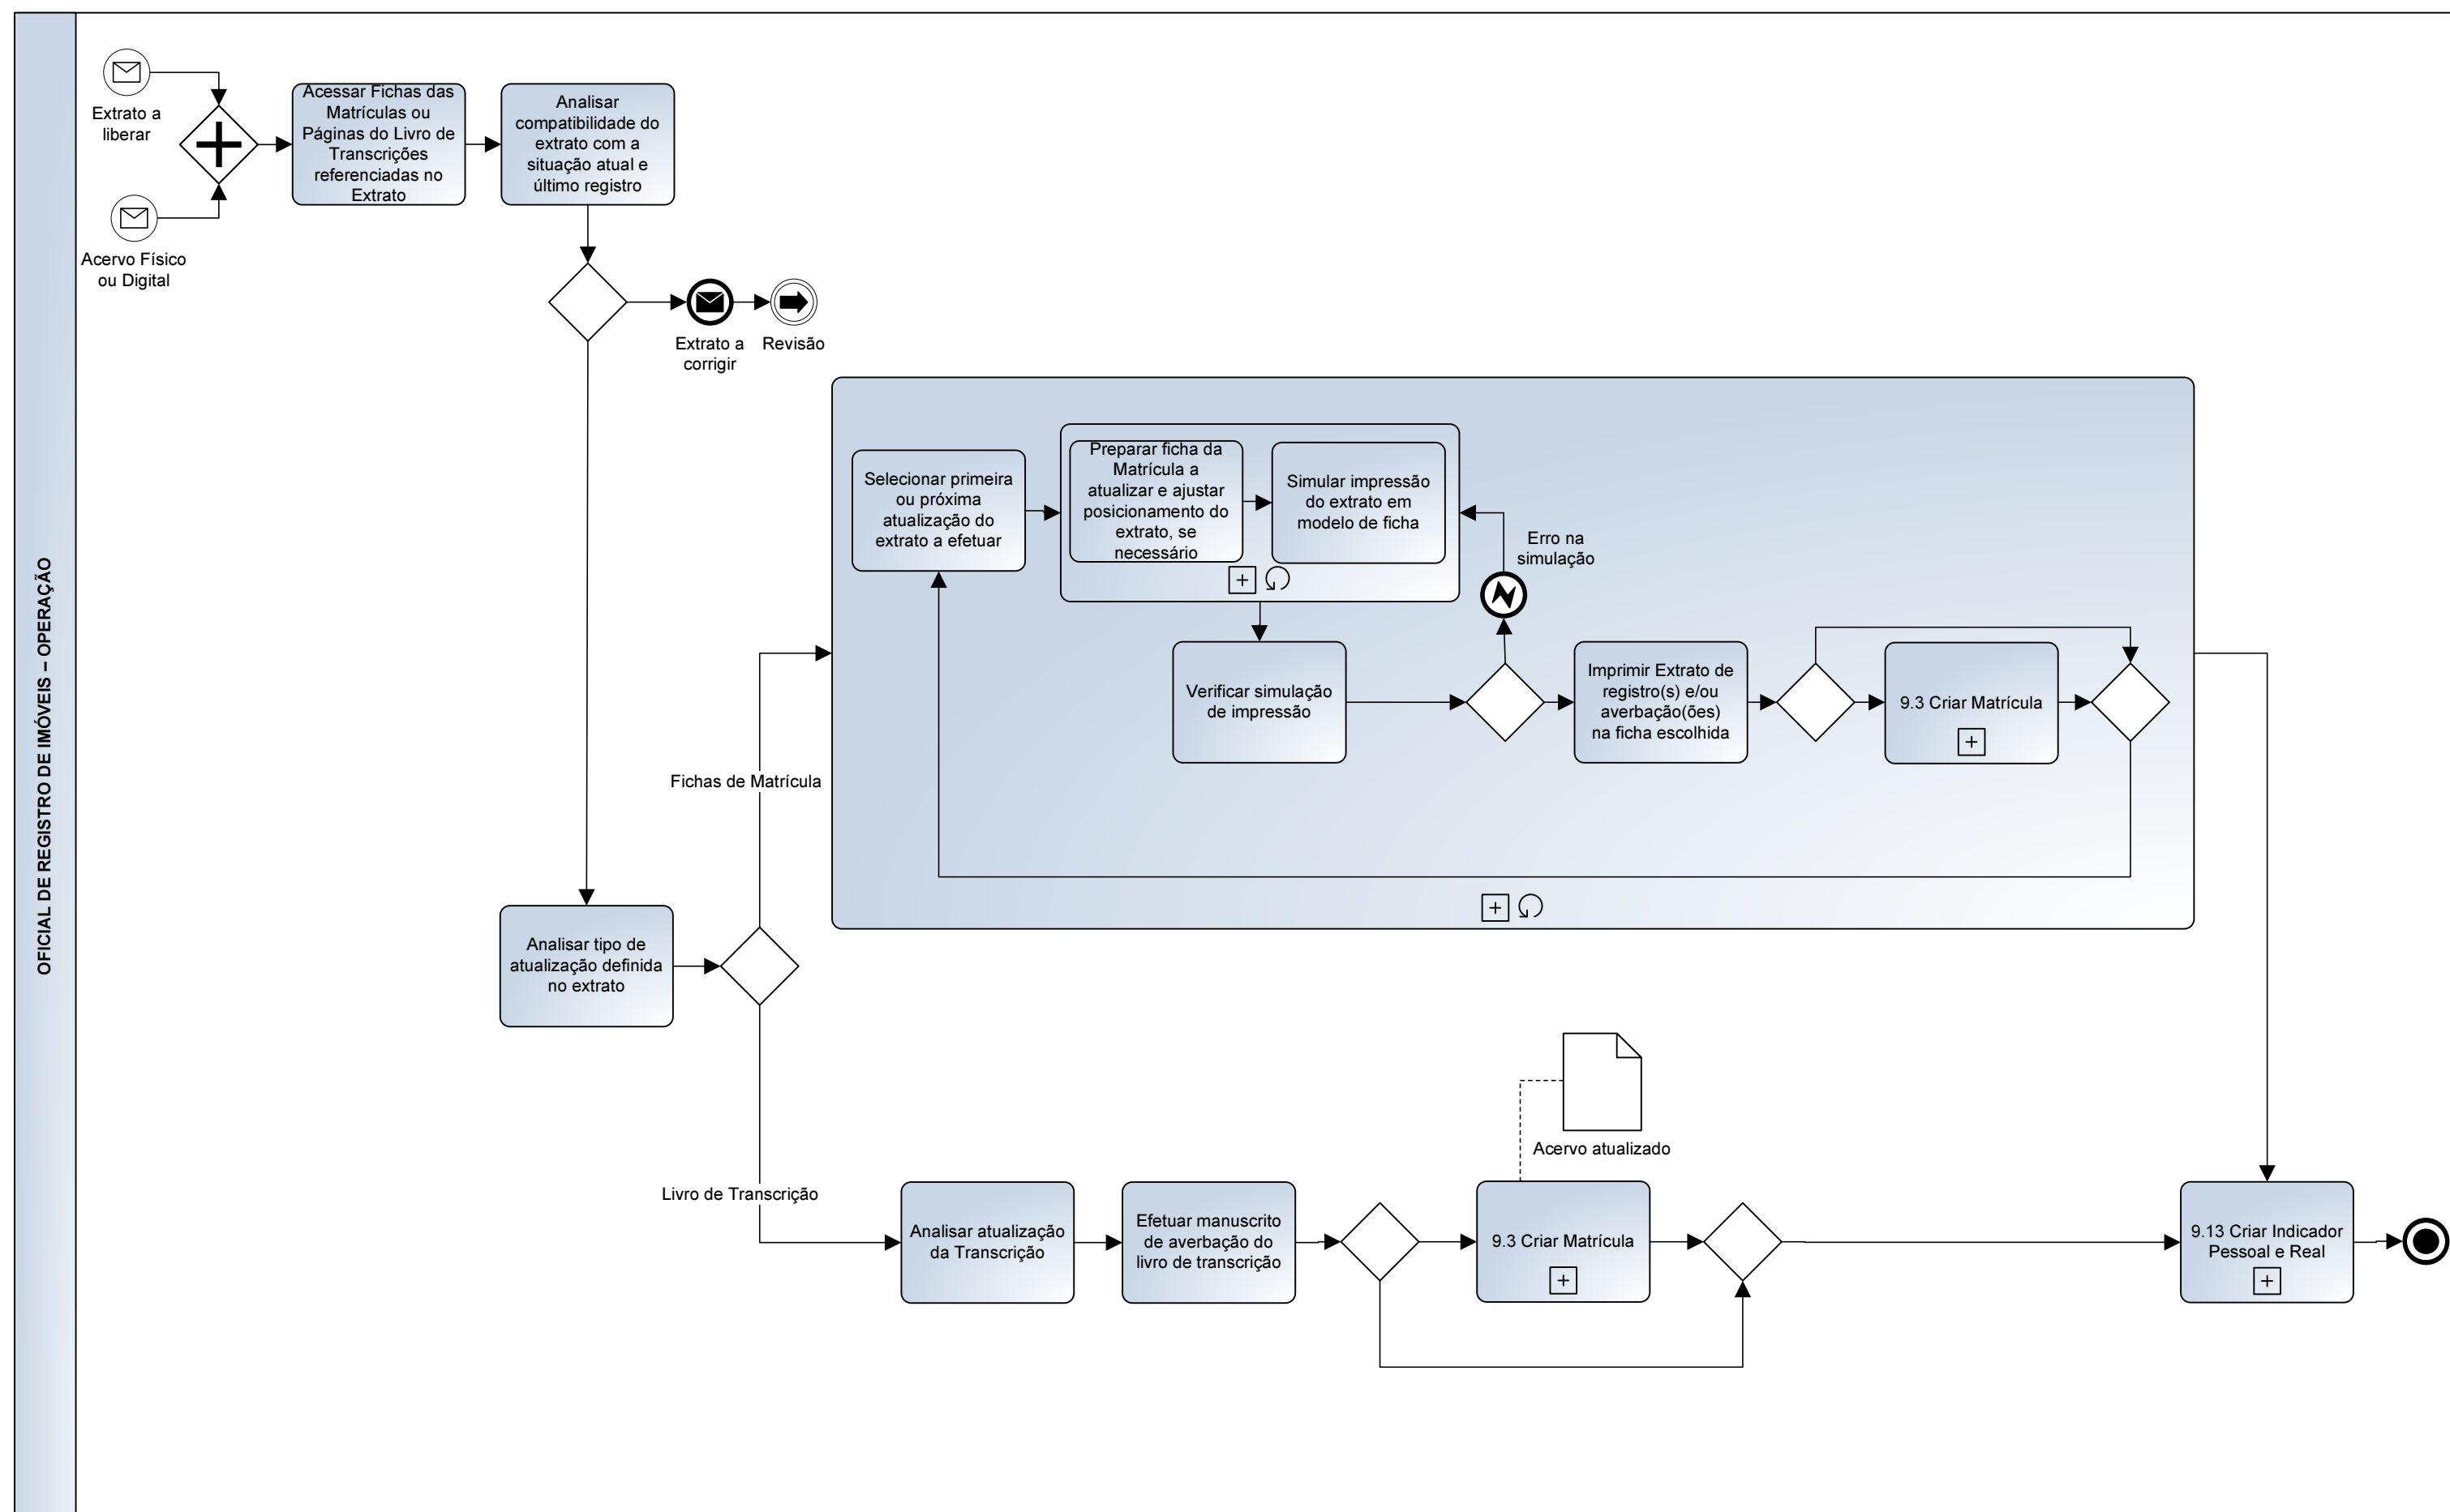 OFICIAL DE REGISTRO DE IMÓVEIS – OPERAÇÃO
Extrato a
liberar
Acervo Físico
ou Digital
Acessar Fichas das
Matrículas ou
Páginas do Livro de
Transcrições
referenciadas no
Extrato
Analisar
compatibilidade do
extrato com a
situação atual e
último registro
Extrato a
corrigir
Revisão
Selecionar primeira
ou próxima
atualização do
extrato a efetuar
Preparar ficha da
Matrícula a
atualizar e ajustar
posicionamento do
extrato, se
necessário
Simular impressão
do extrato em
modelo de ficha
Erro na
simulação
Verificar simulação
de impressão
Imprimir Extrato de
registro(s) e/ou
averbação(ões)
na ficha escolhida
9.3 Criar Matrícula
Fichas de Matrícula
Analisar tipo de
atualização definida
no extrato
Livro de Transcrição
Analisar atualização
da Transcrição
Efetuar manuscrito
de averbação do
livro de transcrição
Acervo atualizado
9.3 Criar Matrícula
9.13 Criar Indicador
Pessoal e Real